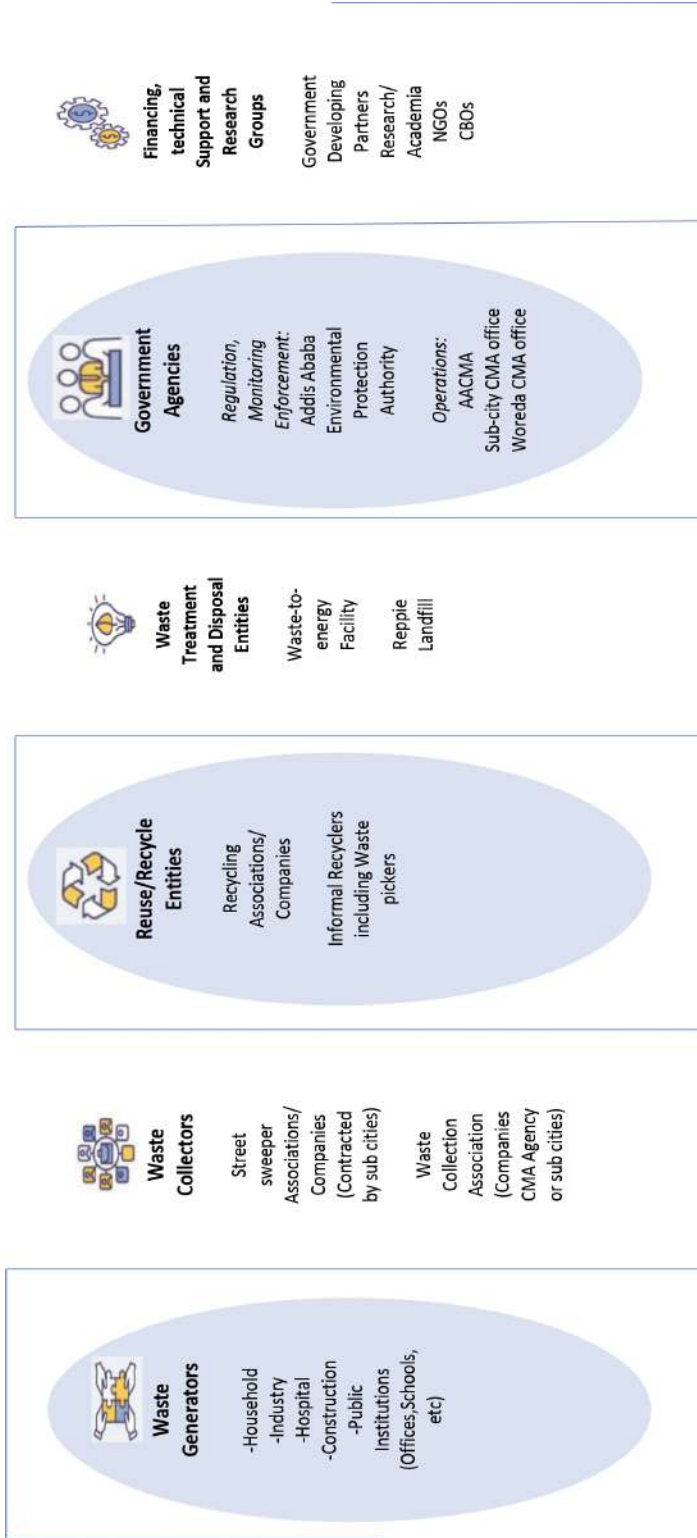 Waste
Generators
-Household
-Industry
-Hospital
-Construction
-Public
Institutions
(Offices,Schools,
etc)
Waste
Collectors
Street
sweeper
Associations/
Companies
(Contracted
by sub cities)
Waste
Collection
Association
(Companies
CMA Agency
or sub cities)
Reuse/Recycle
Entities
Recycling
Associations/
Companies
Informal Recyclers
including Waste
pickers
Waste
Treatment
and Disposal
Entities
Waste-to-
energy
Facility
Reppie
Landfill
Government
Agencies
Regulation,
Monitoring
Enforcement:
Addis Ababa
Environmental
Protection
Authority
Operations:
AACMA
Sub-city CMA office
Woreda CMA office
Financing,
technical
Support and
Research
Groups
Government
Developing
Partners
Research/
Academia
NGOs
CBOs